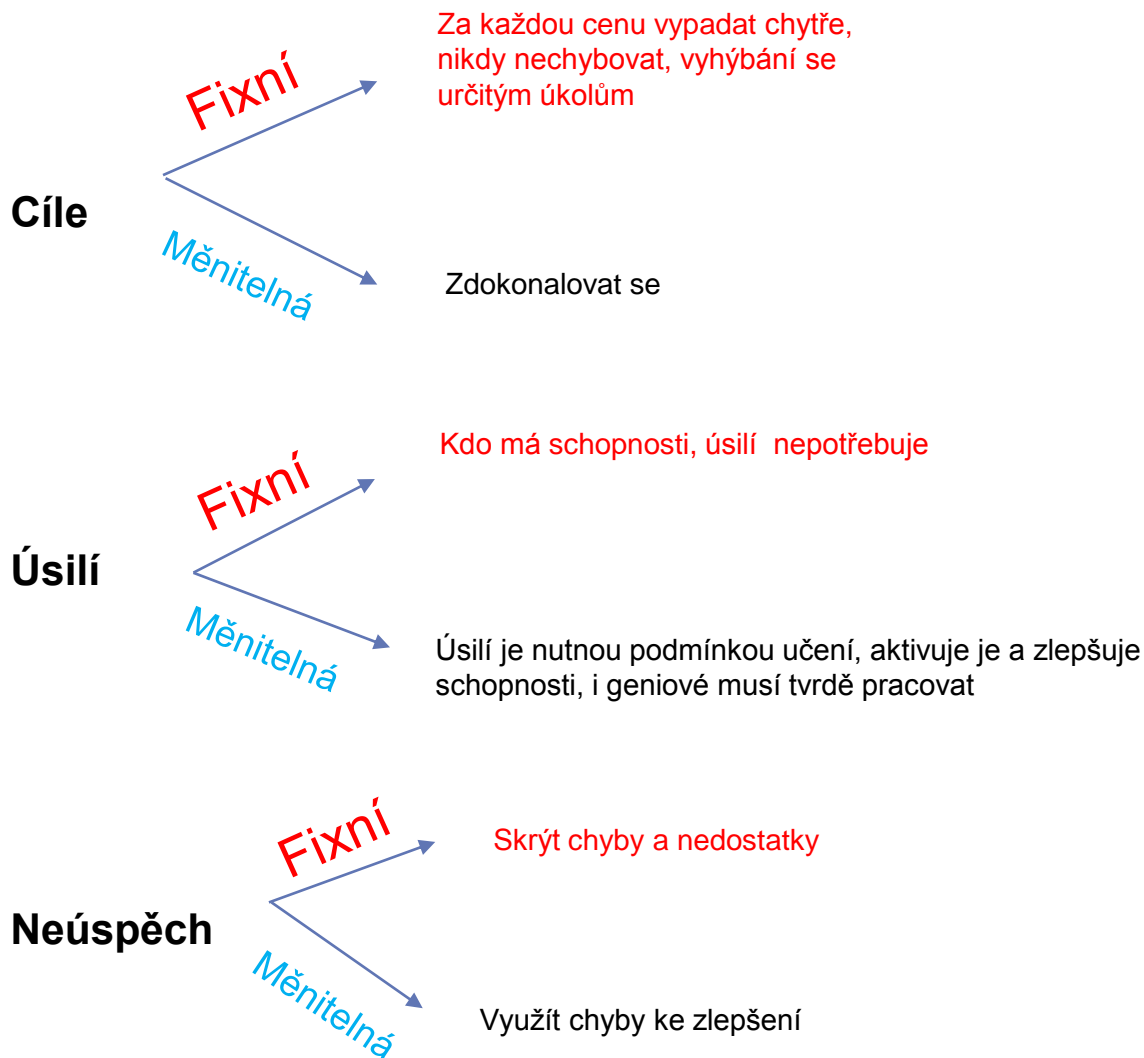 Fixní
Za každou cenu vypadat chytře,
nikdy nechybovat, vyhýbání se
určitým úkolům
Cíle
Měnitelná
Zdokonalovat se
Fixní
Kdo má schopnosti, úsilí  nepotřebuje
Úsilí
Měnitelná
Úsilí je nutnou podmínkou učení, aktivuje je a zlepšuje
schopnosti, i geniové musí tvrdě pracovat
Fixní
Skrýt chyby a nedostatky
Neúspěch
Měnitelná
Využít chyby ke zlepšení